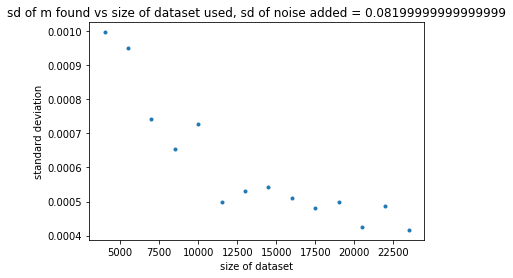 sd of m found vs size of dataset used, sd of noise added = 0.08199999999999999
0.0010
0.0009
0.0008
0.0007
0.0006
0.0005
0.0004
standard deviation
5000 7500 10000 12500 15000 17500 20000 22500
size of dataset